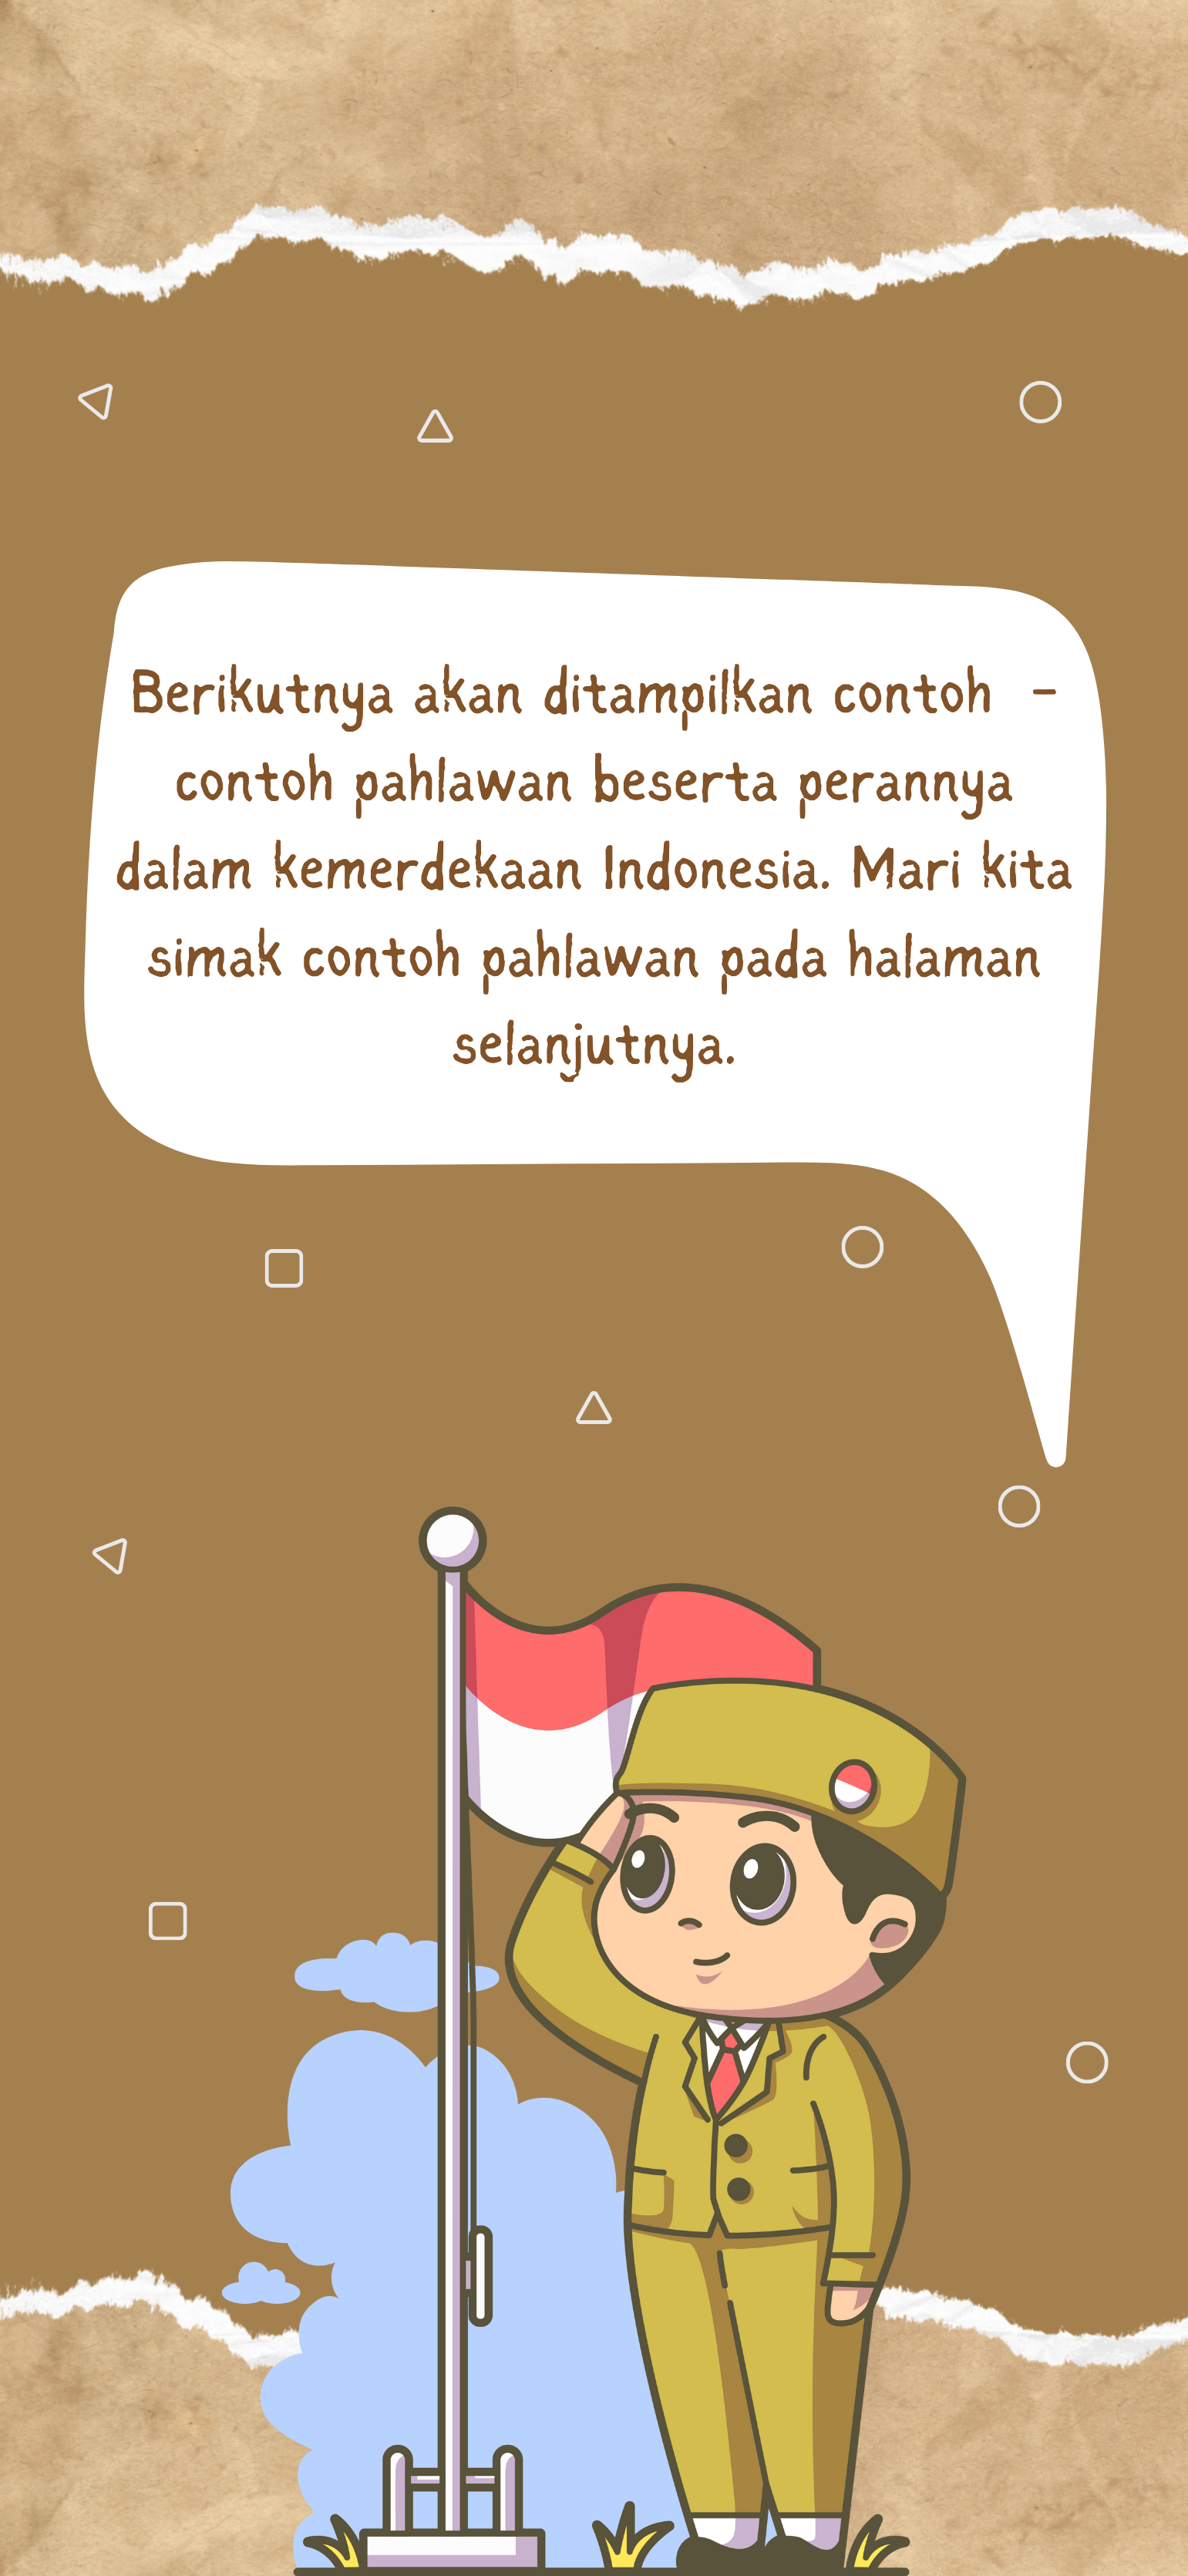 Berikutnya akan ditampilkan contoh -
contoh pahlawan beserta perannya
dalam kemerdekaan Indonesia. Mari kita
simak contoh pahlawan pada halaman
selanjutnya.